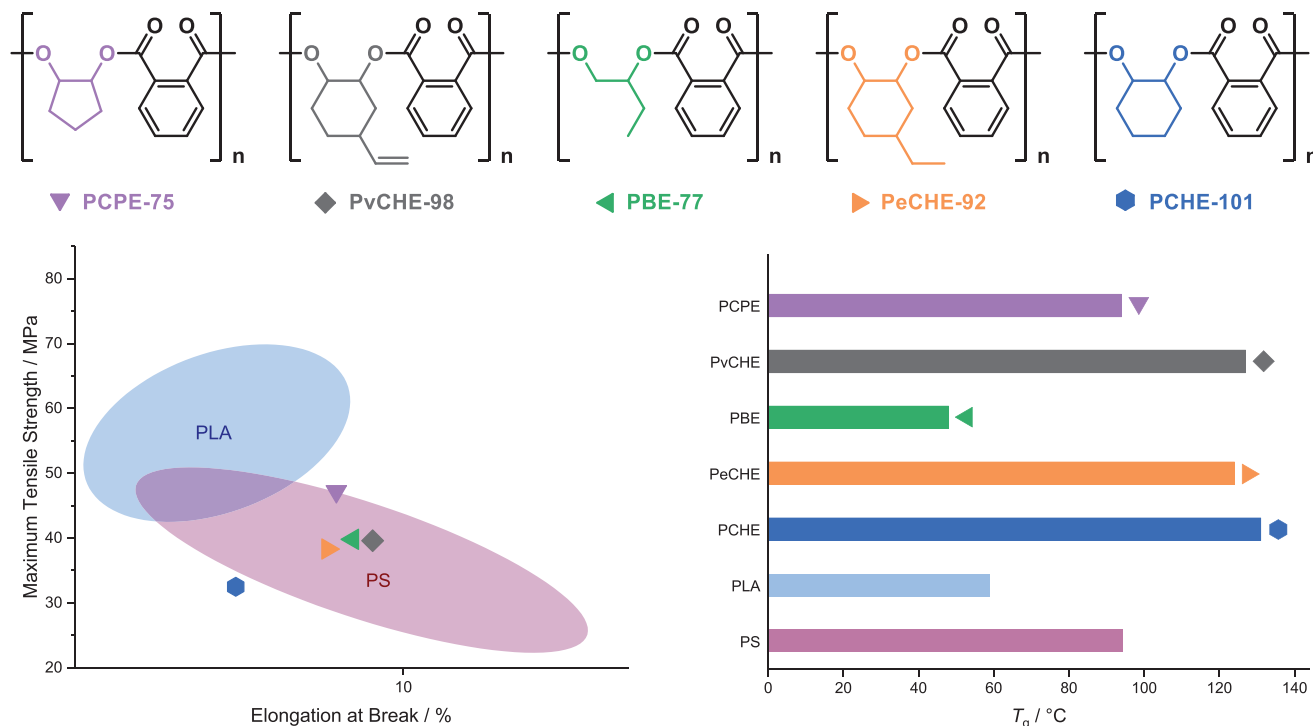 O O O O O O O O O O
O O O O O O O O O O
n n n n n
PCPE-75 PvCHE-98 PBE-77 PeCHE-92 PCHE-101
Maximum Tensile Strength / MPa
80
70
60
50
40
30
20
PLA
PS
10
Elongation at Break / %
PCPE
PvCHE
PBE
PeCHE
PCHE
PLA
PS
0 20 40 60 80 100 120 140
Tg / °C